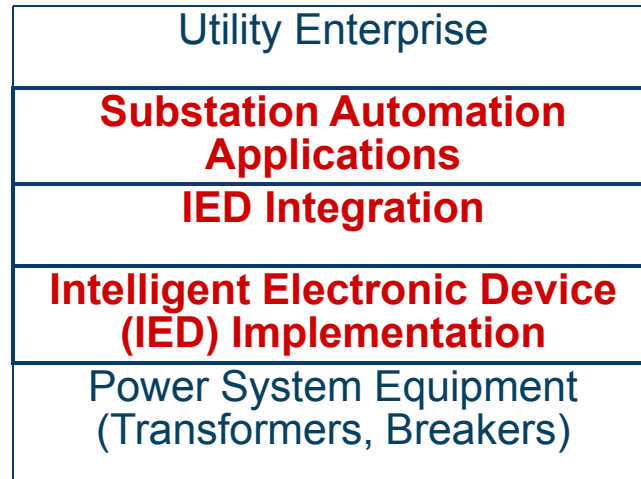 Utility Enterprise
Substation Automation
Applications
IED Integration
Intelligent Electronic Device
(IED) Implementation
Power System Equipment
(Transformers, Breakers)